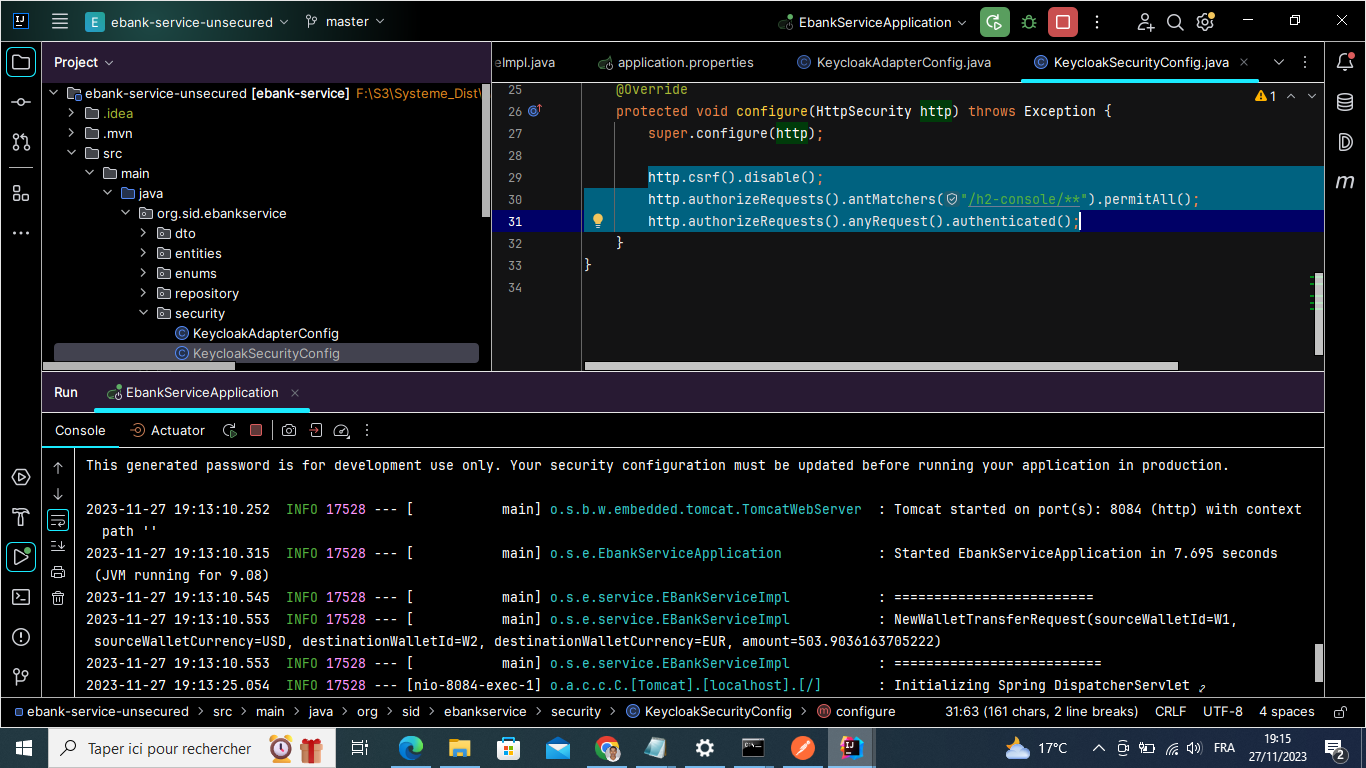 E ebank-service-unsecured master EbankServiceApplication
Project
eImpl.java application.properties KeycloakAdapterConfig.java KeycloakSecurityConfig.java
ebank-service-unsecured [ebank-service] F:\S3\Systeme_Dist\
.idea
.mvn
src
main
java
org.sid.ebankservice
dto
entities
enums
repository
security
KeycloakAdapterConfig
KeycloakSecurityConfig
1
25 @Override
26 protected void configure(HttpSecurity http) throws Exception {
27 super.configure(http);
28
29 http.csrf().disable();
30 http.authorizeRequests().antMatchers("/h2-console/**").permitAll();
31 http.authorizeRequests().anyRequest().authenticated();
32 }
33 }
34
Run EbankServiceApplication
Console Actuator
This generated password is for development use only. Your security configuration must be updated before running your application in production.
2023-11-27 19:13:10.252 INFO 17528 --- [ main] o.s.b.w.embedded.tomcat.TomcatWebServer : Tomcat started on port(s): 8084 (http) with context
path ''
2023-11-27 19:13:10.315 INFO 17528 --- [ main] o.s.e.EbankServiceApplication : Started EbankServiceApplication in 7.695 seconds
(JVM running for 9.08)
2023-11-27 19:13:10.545 INFO 17528 --- [ main] o.s.e.service.EBankServiceImpl : =========================
2023-11-27 19:13:10.553 INFO 17528 --- [ main] o.s.e.service.EBankServiceImpl : NewWalletTransferRequest(sourceWalletId=W1,
sourceWalletCurrency=USD, destinationWalletId=W2, destinationWalletCurrency=EUR, amount=503.9036163705222)
2023-11-27 19:13:10.553 INFO 17528 --- [ main] o.s.e.service.EBankServiceImpl : ==========================
2023-11-27 19:13:25.054 INFO 17528 --- [nio-8084-exec-1] o.a.c.c.C.[Tomcat].[localhost].[/] : Initializing Spring DispatcherServlet
ebank-service-unsecured > src > main > java > org > sid > ebankservice > security > KeycloakSecurityConfig > configure 31:63 (161 chars, 2 line breaks) CRLF UTF-8 4 spaces
Taper ici pour rechercher 17°C FRA 19:15
27/11/2023 2